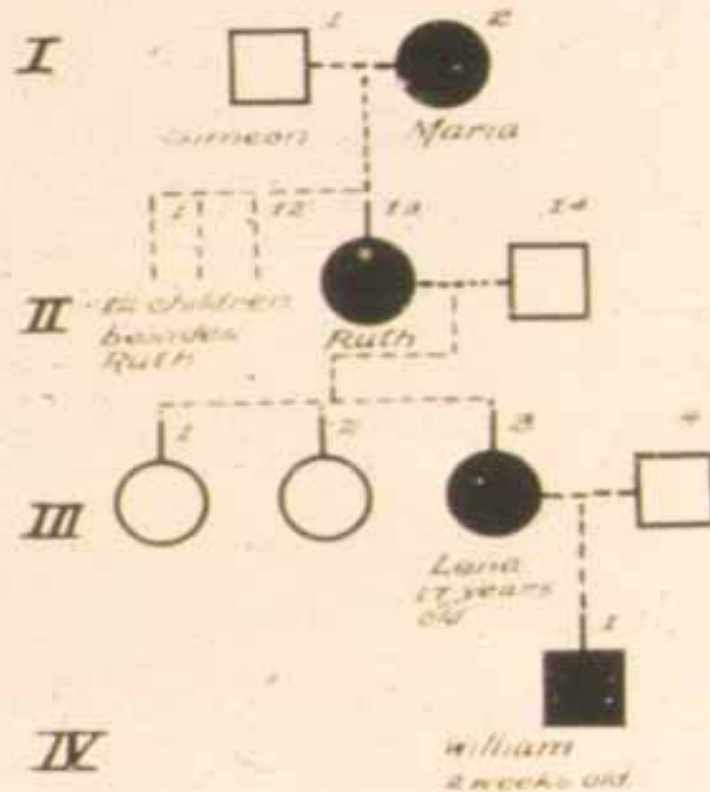 1 2
I
Simeon Maria
1 12 13 14
II
12 children
besides
Ruth
Ruth
1 2 3 4
III
Lena
17 years
old
1
IV
William
2 weeks old.